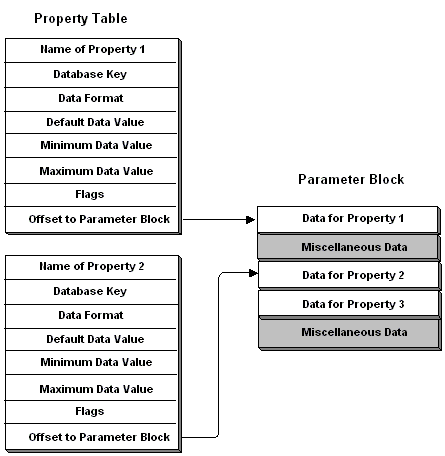 Property Table
Name of Property 1
Database Key
Data Format
Default Data Value
Minimum Data Value
Maximum Data Value
Flags
Offset to Parameter Block
Name of Property 2
Database Key
Data Format
Default Data Value
Minimum Data Value
Maximum Data Value
Flags
Offset to Parameter Block
Parameter Block
Data for Property 1
Miscellaneous Data
Data for Property 2
Data for Property 3
Miscellaneous Data